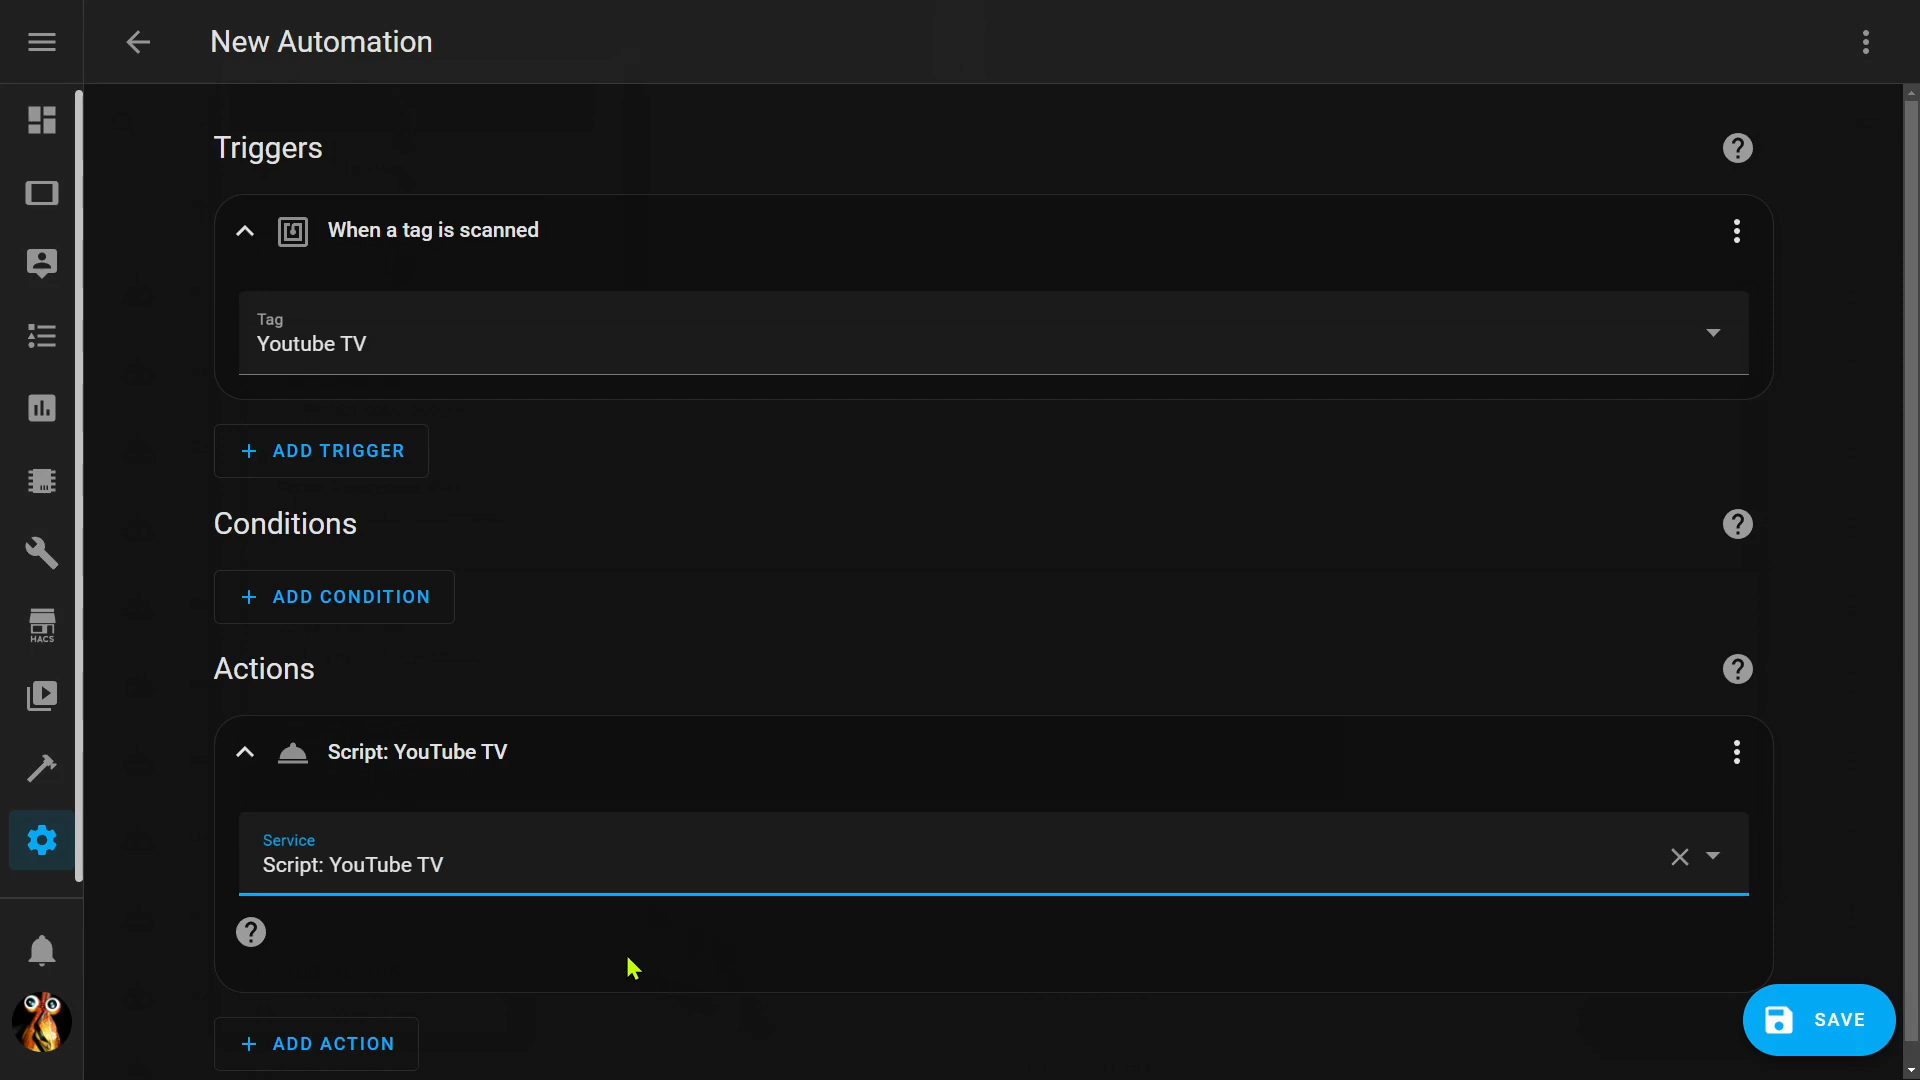 New Automation
Triggers
When a tag is scanned
Tag
Youtube TV
ADD TRIGGER
Conditions
ADD CONDITION
Actions
HACS
Script: YouTube TV
Service
Script: YouTube TV
ADD ACTION
SAVE